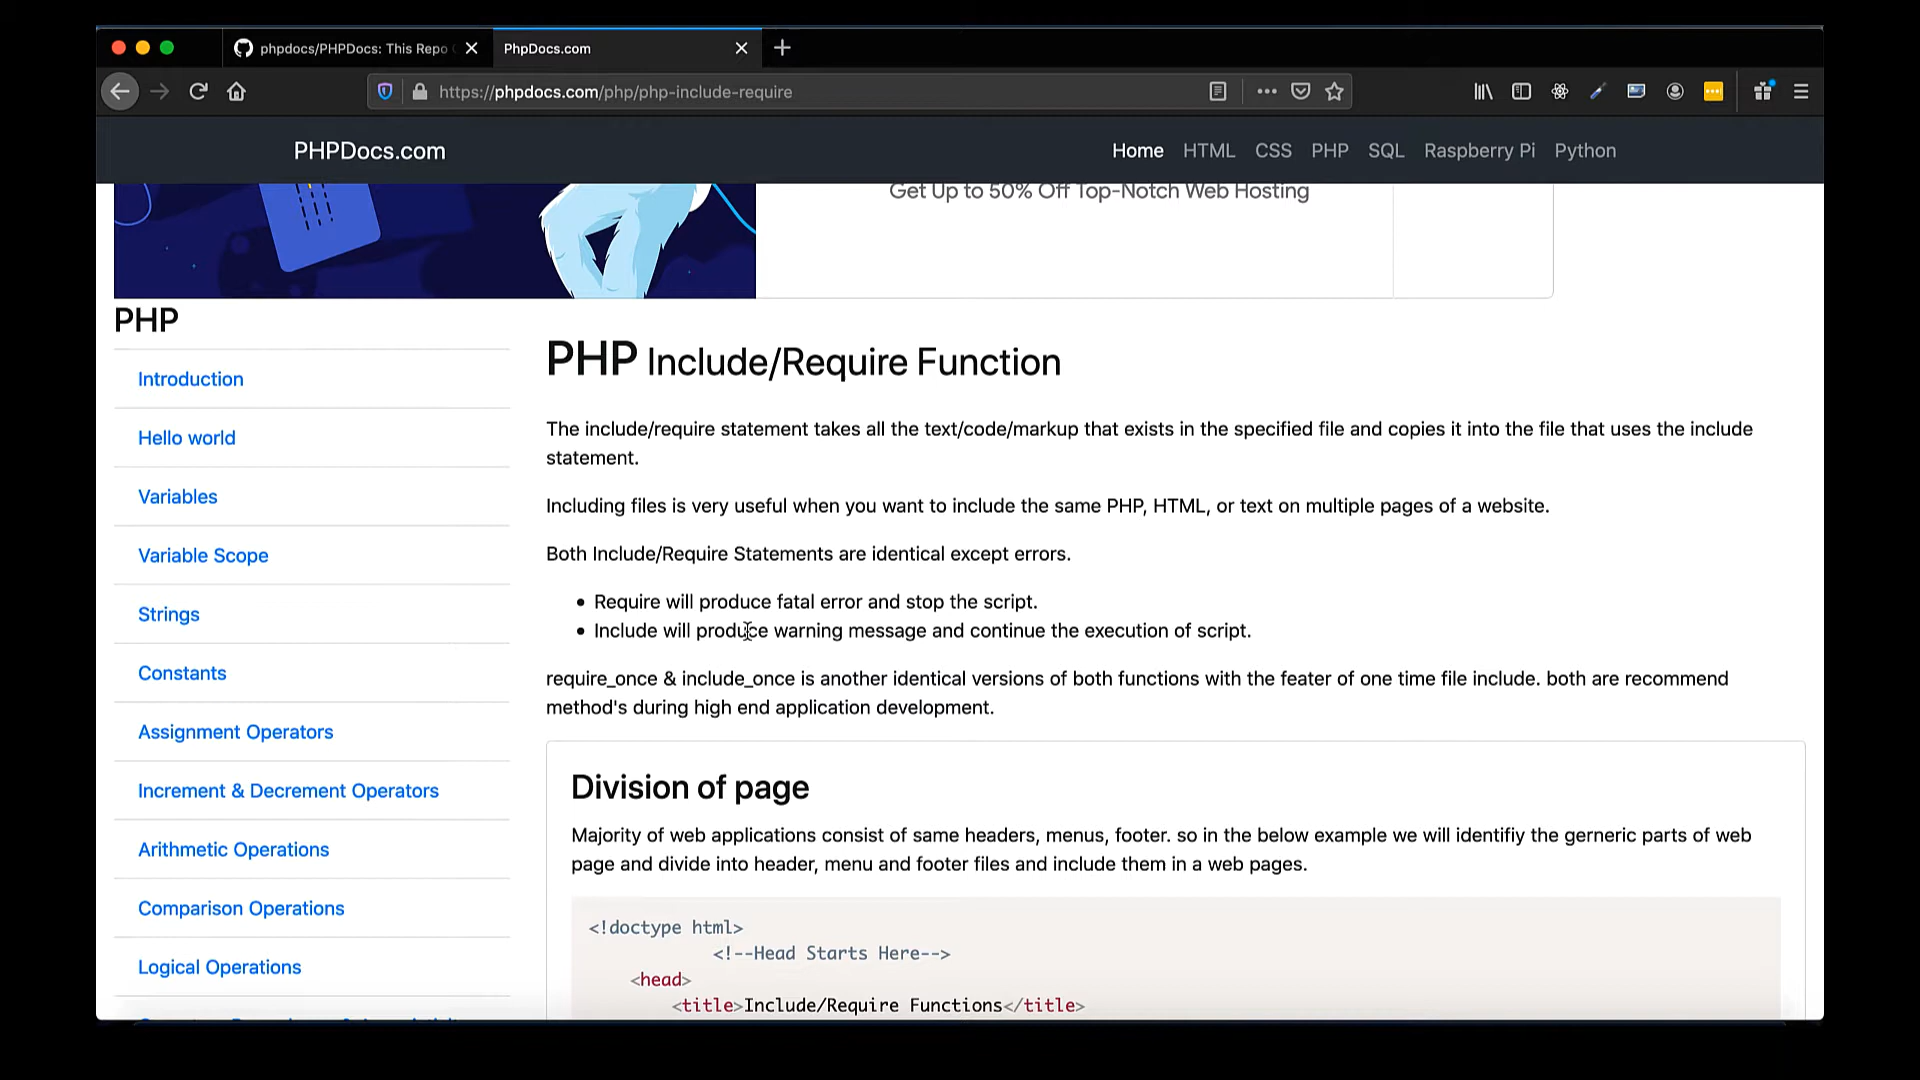 phpdocs/PHPDocs: This Repo
PhpDocs.com
https://phpdocs.com/php/php-include-require
PHPDocs.com
Home
HTML
CSS
PHP
SQL
Raspberry Pi
Python
Get Up to 50% Off Top-Notch Web Hosting
PHP
Introduction
Hello world
Variables
Variable Scope
Strings
Constants
Assignment Operators
Increment & Decrement Operators
Arithmetic Operations
Comparison Operations
Logical Operations
PHP Include/Require Function
The include/require statement takes all the text/code/markup that exists in the specified file and copies it into the file that uses the include
statement.
Including files is very useful when you want to include the same PHP, HTML, or text on multiple pages of a website.
Both Include/Require Statements are identical except errors.
Require will produce fatal error and stop the script.
Include will produce warning message and continue the execution of script.
require_once & include_once is another identical versions of both functions with the feater of one time file include. both are recommend
method's during high end application development.
Division of page
Majority of web applications consist of same headers, menus, footer. so in the below example we will identifiy the gerneric parts of web
page and divide into header, menu and footer files and include them in a web pages.
<!doctype html>
<!--Head Starts Here-->
<head>
<title>Include/Require Functions</title>